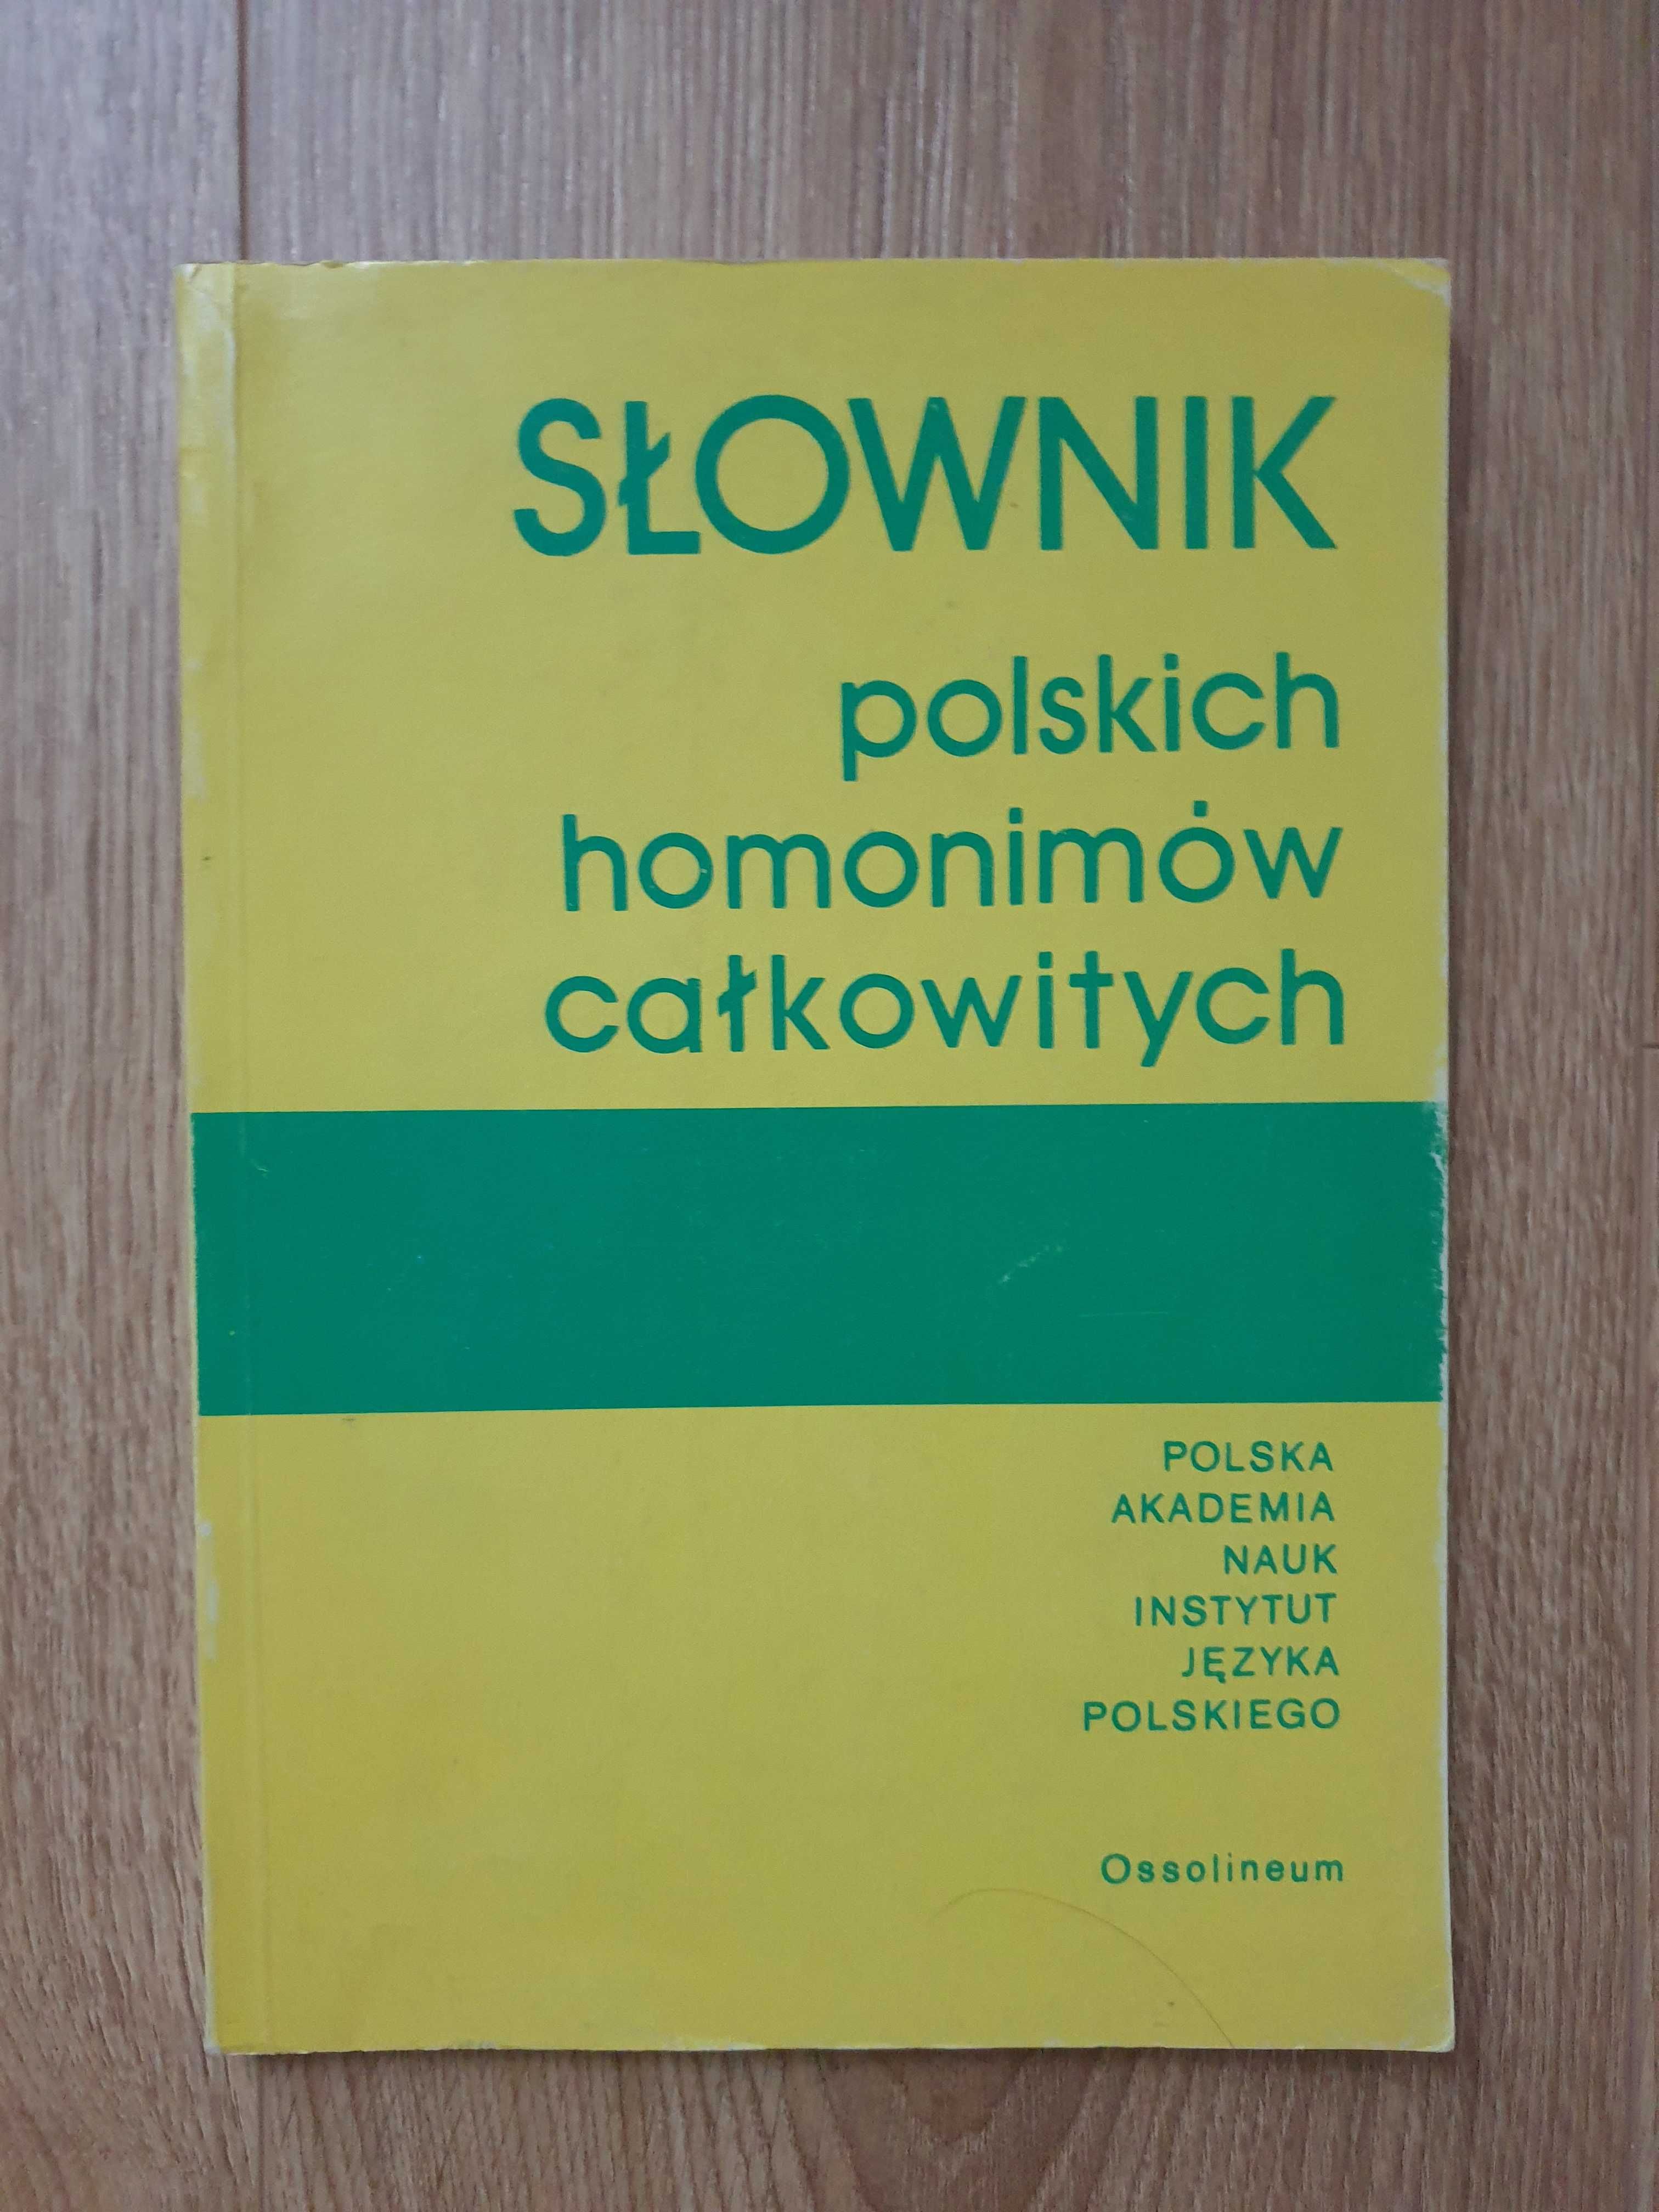 SŁOWNIK
polskich
homonimów
całkowitych
POLSKA
AKADEMIA
NAUK
INSTYTUT
JĘZYKA
POLSKIEGO
Ossolineum